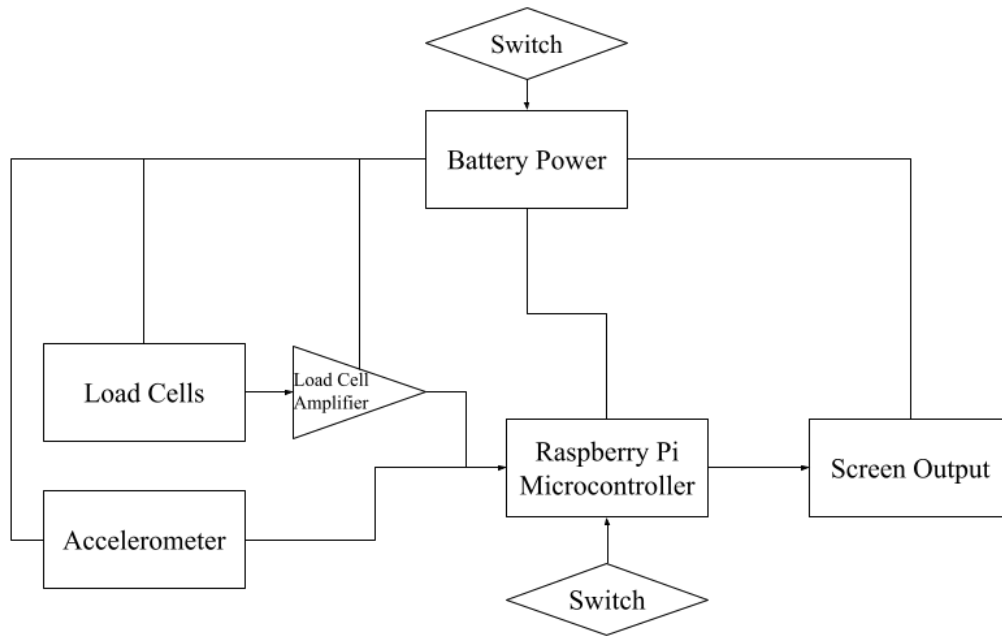 Switch
Battery Power
Load Cells
Load Cell
Amplifier
Raspberry Pi
Microcontroller
Screen Output
Accelerometer
Switch